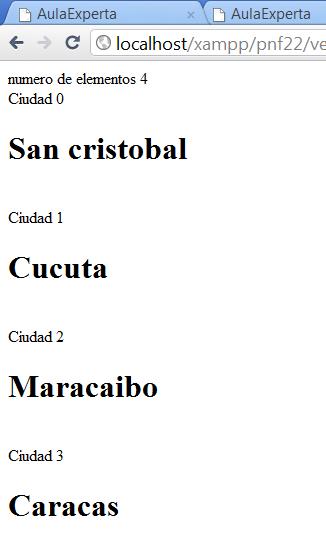 AulaExperta
AulaExperta
localhost/xampp/pnf22/ve
numero de elementos 4
Ciudad 0
San cristobal
Ciudad 1
Cucuta
Ciudad 2
Maracaibo
Ciudad 3
Caracas